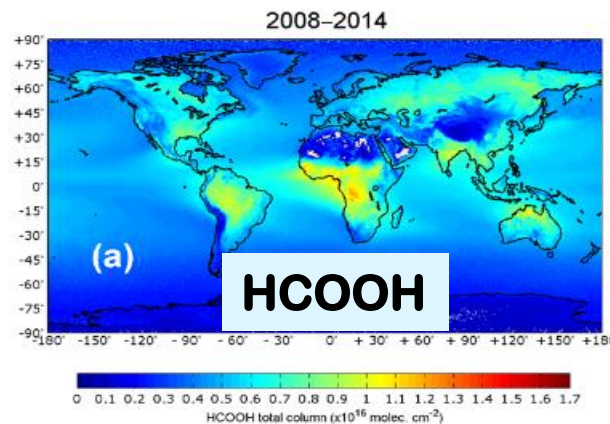 2008–2014
+90°
+75°
+60°
+45°
+30°
+15°
0°
-15°
-30°
-45°
-60°
-75°
-90°
(a)
HCOOH
-180° -150° -120° - 90° - 60° - 30° 0° + 30° + 60° + 90° +120° +150° +180°
0 0.1 0.2 0.3 0.4 0.5 0.6 0.7 0.8 0.9 1 1.1 1.2 1.3 1.4 1.5 1.6 1.7
HCOOH total column (x10¹⁶ molec. cm⁻²)